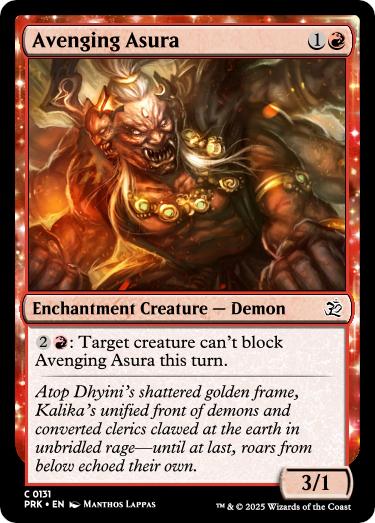 Avenging Asura 1
Enchantment Creature — Demon
2 : Target creature can't block
Avenging Asura this turn.
Atop Dhyini's shattered golden frame,
Kalika's unified front of demons and
converted clerics clawed at the earth in
unbridled rage—until at last, roars from
below echoed their own.
3/1
C 0131
PRK • EN MANTHOS LAPPAS
™ & © 2025 Wizards of the Coast